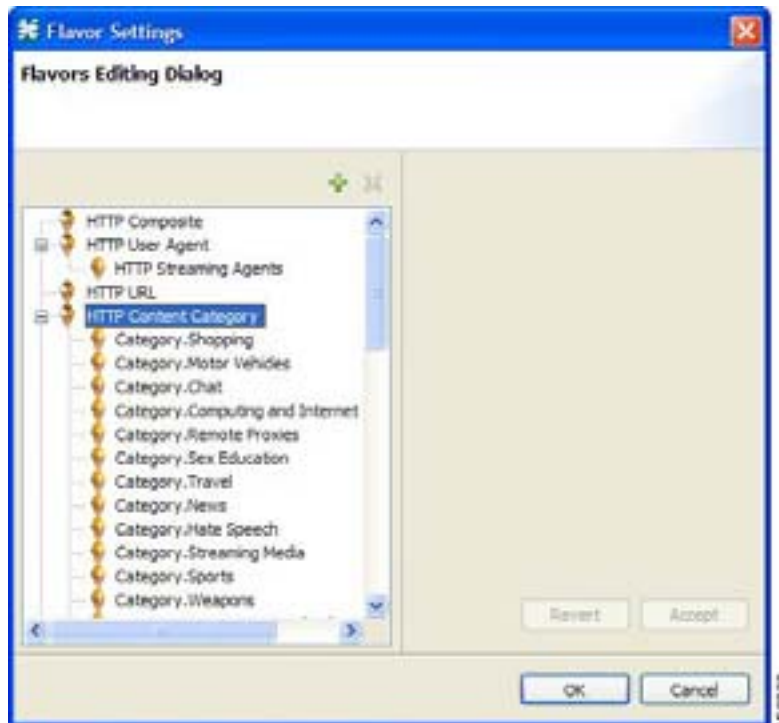 Flavor Settings
Flavors Editing Dialog
HTTP Composite
HTTP User Agent
HTTP Streaming Agents
HTTP URL
HTTP Content Category
Category.Shopping
Category.Motor Vehicles
Category.Chat
Category.Computing and Internet
Category.Remote Proxies
Category.Sex Education
Category.Travel
Category.News
Category.Hate Speech
Category.Streaming Media
Category.Sports
Category.Weapons
Revert Accept
OK Cancel